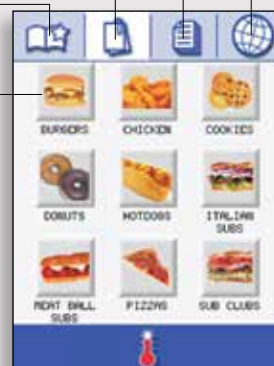 BURGERS
CHICKEN
COOKIES
DONUTS
HOTDOGS
ITALIAN
SUBS
MEAT BALL
SUBS
PIZZAS
SUB CLUBS